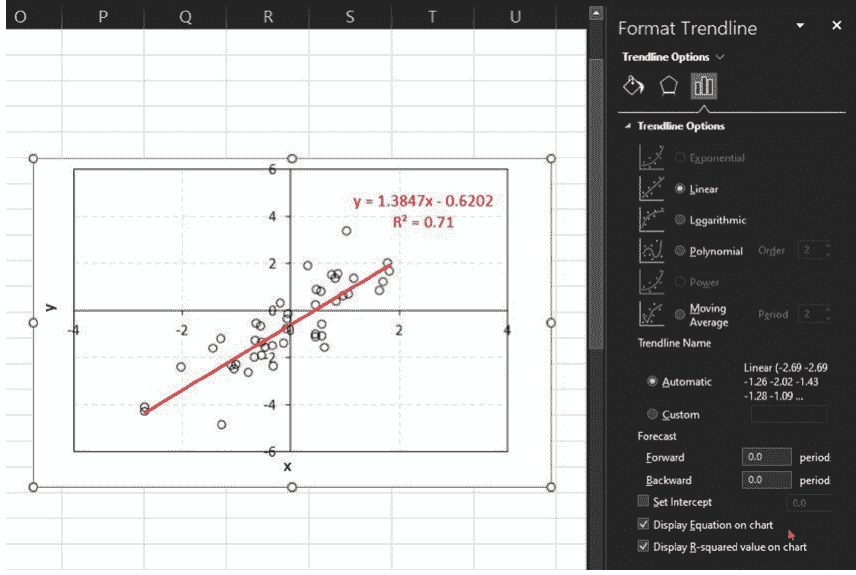 O P Q R S T U
6
y = 1.3847x - 0.6202
R² = 0.71
4
2
y
0
-4 -2 0 2 4
-2
-4
-6
x
Format Trendline
Trendline Options
Trendline Options
Exponential
Linear
Logarithmic
Polynomial Order 2
Power
Moving Average Period 2
Trendline Name
Automatic
Linear (-2.69 -2.69
-1.26 -2.02 -1.43
-1.28 -1.09 ...
Custom
Forecast
Forward 0.0 period
Backward 0.0 period
Set Intercept 0.0
Display Equation on chart
Display R-squared value on chart